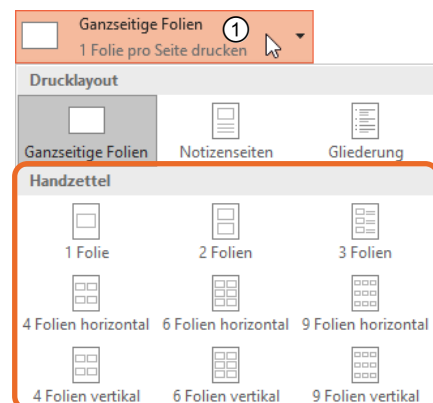 Ganzseitige Folien
1
1 Folie pro Seite drucken
Drucklayout
Ganzseitige Folien Notizenseiten Gliederung
Handzettel
1 Folie 2 Folien 3 Folien
4 Folien horizontal 6 Folien horizontal 9 Folien horizontal
4 Folien vertikal 6 Folien vertikal 9 Folien vertikal